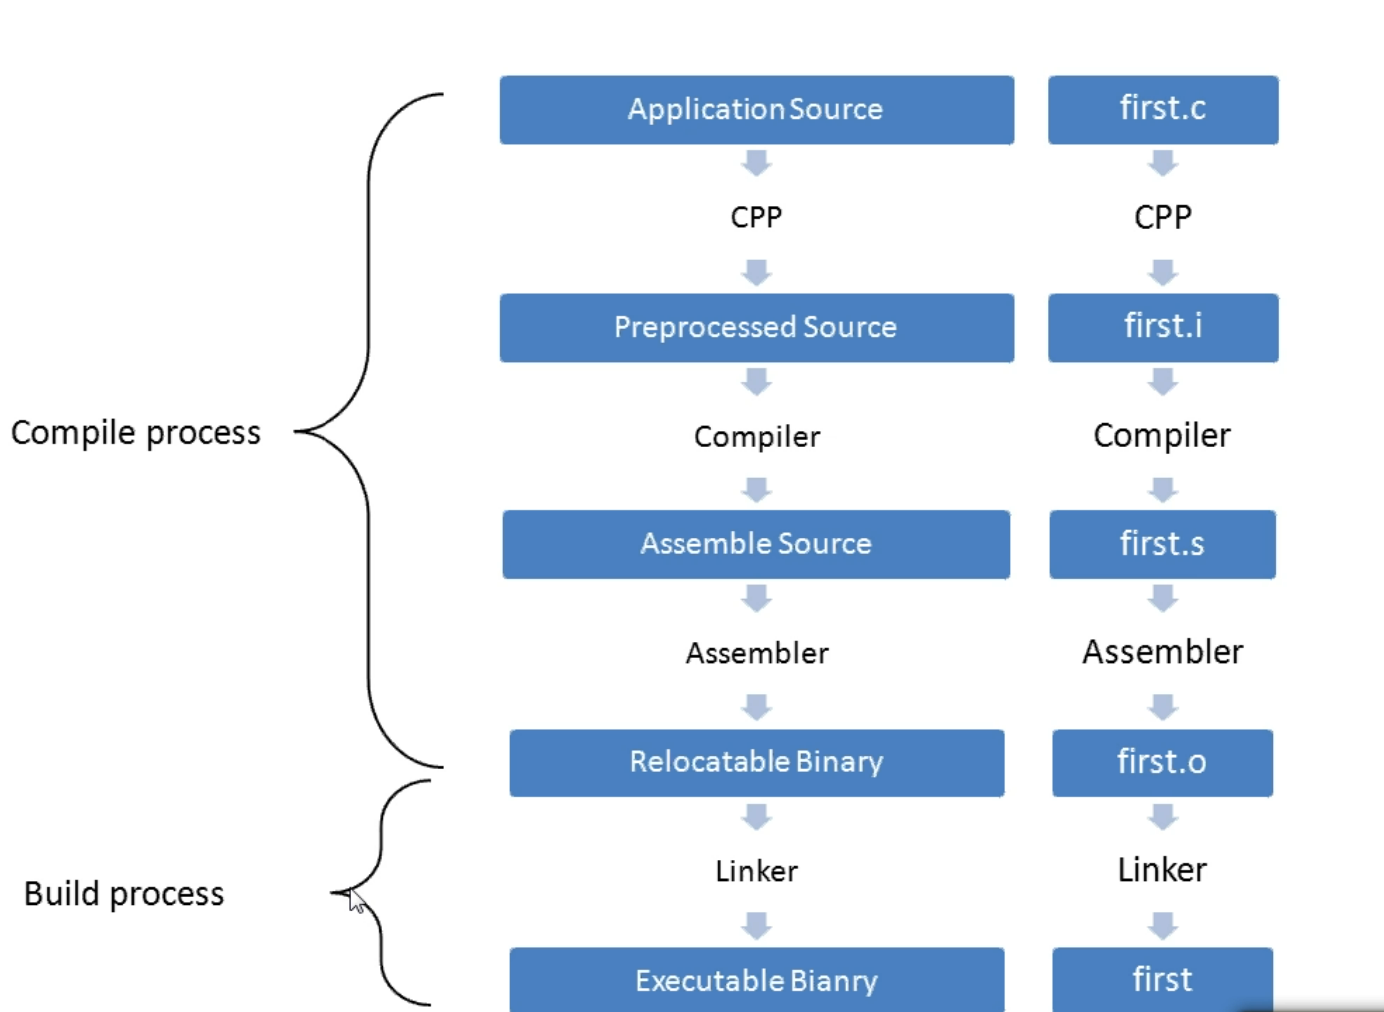 Application Source first.c
CPP CPP
Preprocessed Source first.i
Compile process
Compiler Compiler
Assemble Source first.s
Assembler Assembler
Relocatable Binary first.o
Build process
Linker Linker
Executable Bianry first